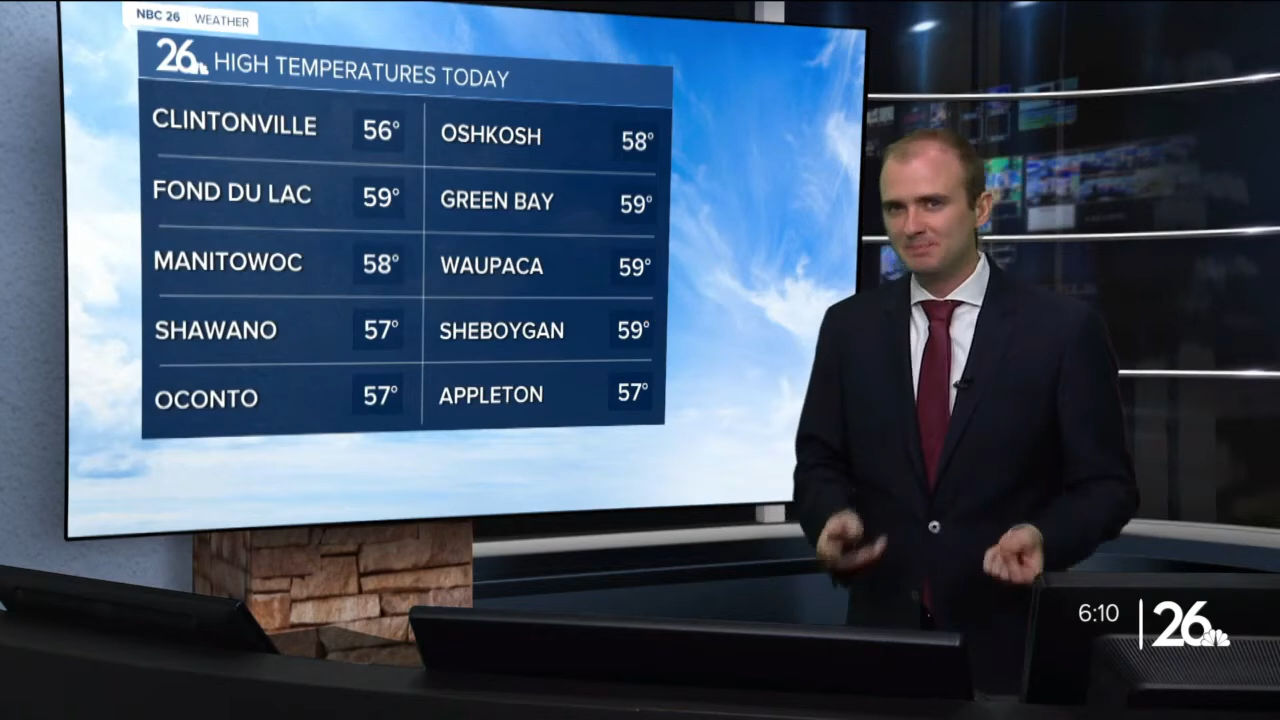 NBC 26 WEATHER
26 HIGH TEMPERATURES TODAY
CLINTONVILLE 56°
FOND DU LAC 59°
MANITOWOC 58°
SHAWANO 57°
OCONTO 57°
OSHKOSH 58°
GREEN BAY 59°
WAUPACA 59°
SHEBOYGAN 59°
APPLETON 57°
6:10 | 26